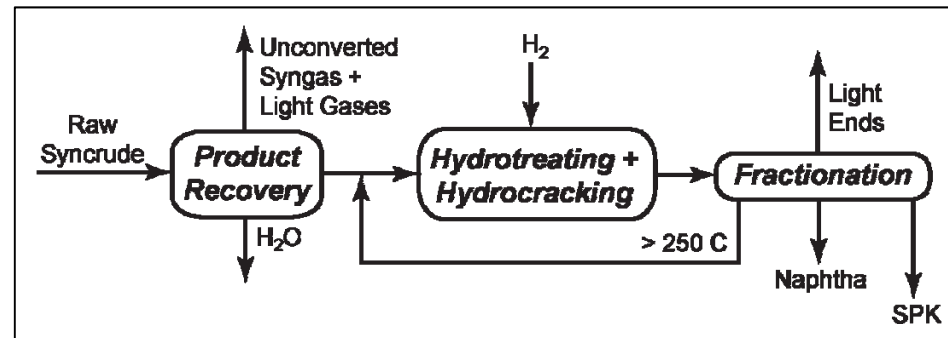 Raw
Syncrude
Unconverted
Syngas +
Light Gases
Product
Recovery
H₂O
H₂
Hydrotreating +
Hydrocracking
> 250 C
Light
Ends
Fractionation
Naphtha
SPK